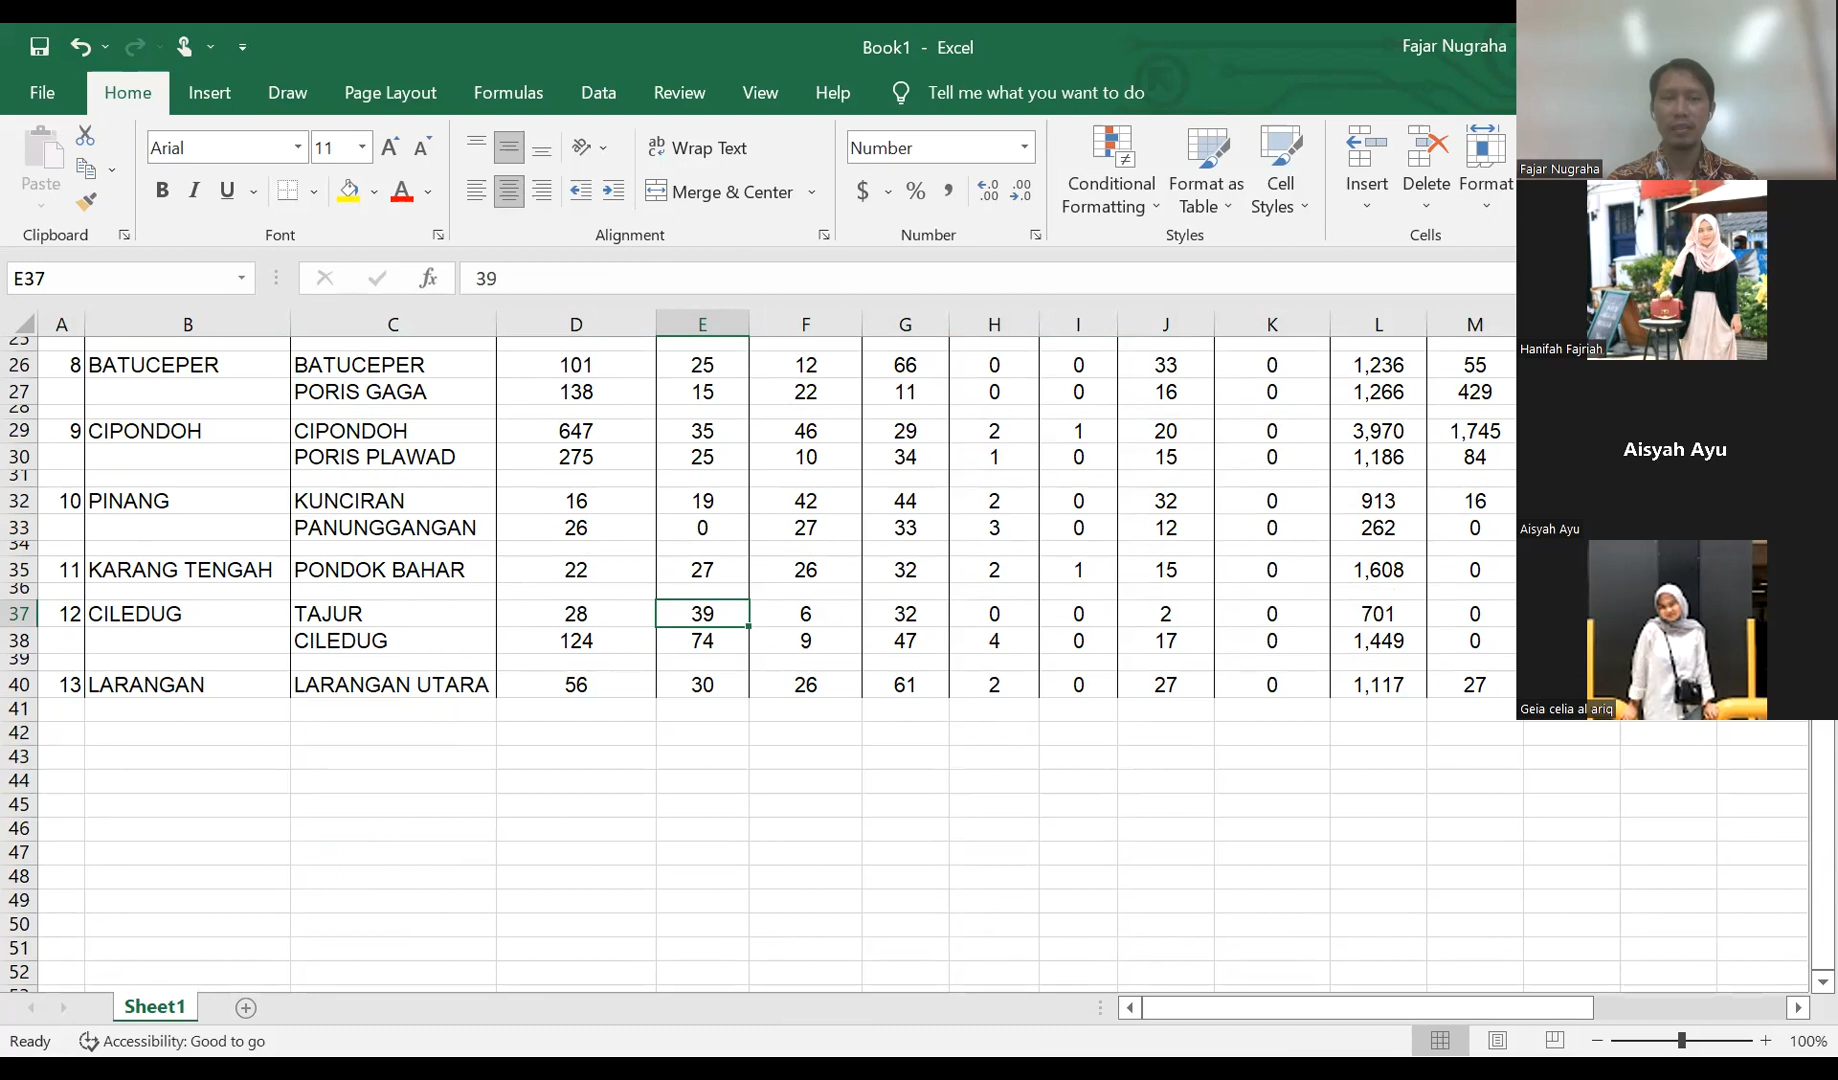 Book1 - Excel
Fajar Nugraha
File Home Insert Draw Page Layout Formulas Data Review View Help Tell me what you want to do
Paste
Arial 11
B I U
A
Wrap Text
Merge & Center
Number
$ % ,
Conditional Formatting
Format as Table
Cell Styles
Insert Delete Format
Clipboard Font Alignment Number Styles Cells
E37 fx 39
A B C D E F G H I J K L M
25
26 8 BATUCEPER BATUCEPER 101 25 12 66 0 0 33 0 1,236 55
27 PORIS GAGA 138 15 22 11 0 0 16 0 1,266 429
28
29 9 CIPONDOH CIPONDOH 647 35 46 29 2 1 20 0 3,970 1,745
30 PORIS PLAWAD 275 25 10 34 1 0 15 0 1,186 84
31
32 10 PINANG KUNCIRAN 16 19 42 44 2 0 32 0 913 16
33 PANUNGGANGAN 26 0 27 33 3 0 12 0 262 0
34
35 11 KARANG TENGAH PONDOK BAHAR 22 27 26 32 2 1 15 0 1,608 0
36
37 12 CILEDUG TAJUR 28 39 6 32 0 0 2 0 701 0
38 CILEDUG 124 74 9 47 4 0 17 0 1,449 0
39
40 13 LARANGAN LARANGAN UTARA 56 30 26 61 2 0 27 0 1,117 27
41
42
43
44
45
46
47
48
49
50
51
52
Sheet1
Ready Accessibility: Good to go
100%
Fajar Nugraha
Hanifah Fajriah
Aisyah Ayu
Aisyah Ayu
Geia celia al ariq